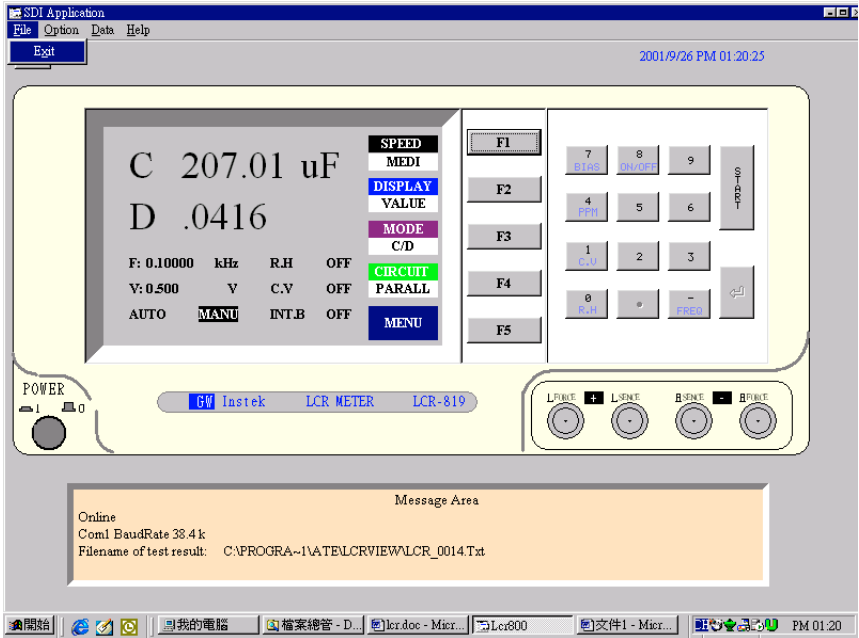 SDI Application
File Option Data Help
Exit
2001/9/26 PM 01:20:25
C 207.01 uF
D .0416
F: 0.10000 kHz R.H OFF
V: 0.500 V C.V OFF
AUTO MANU INT.B OFF
SPEED
MEDI
DISPLAY
VALUE
MODE
C/D
CIRCUIT
PARALL
MENU
F1
F2
F3
F4
F5
7
BIAS
8
ON/OFF
9
4
PPM
5
6
1
C.V
2
3
0
R.H
-
FREQ
START
POWER
1 0
GW Instek LCR METER LCR-819
LFORCE + LSENCE HSENCE - HFORCE
Message Area
Online
Com1 BaudRate 38.4 k
Filename of test result: C:\PROGRA~1\ATE\LCRVIEW\LCR_0014.Txt
開始 我的電腦 檔案總管 - D... lcr.doc - Micr... Lcr800 文件1 - Micr... PM 01:20